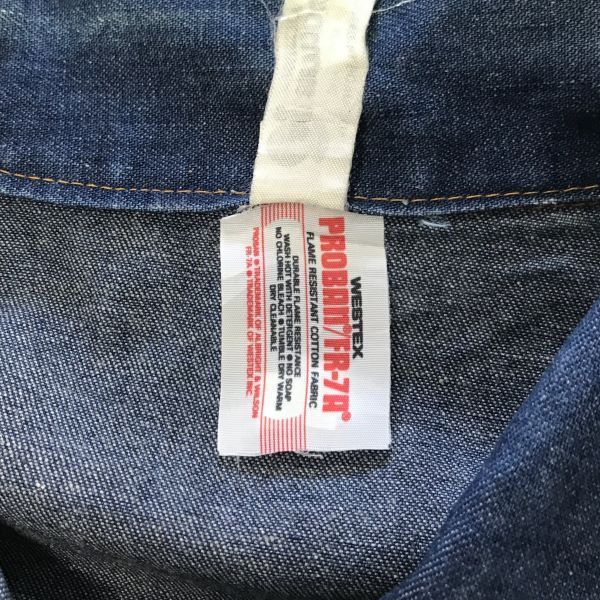 WESTEX
PROBAN®/FR-7A®
FLAME RESISTANT COTTON FABRIC
DURABLE FLAME RESISTANCE
WASH HOT WITH DETERGENT ● NO SOAP
NO CHLORINE BLEACH ● TUMBLE DRY WARM
DRY CLEANABLE
PROBAN ● TRADEMARK OF ALBRIGHT & WILSON
FR-7A ● TRADEMARK OF WESTEX INC.